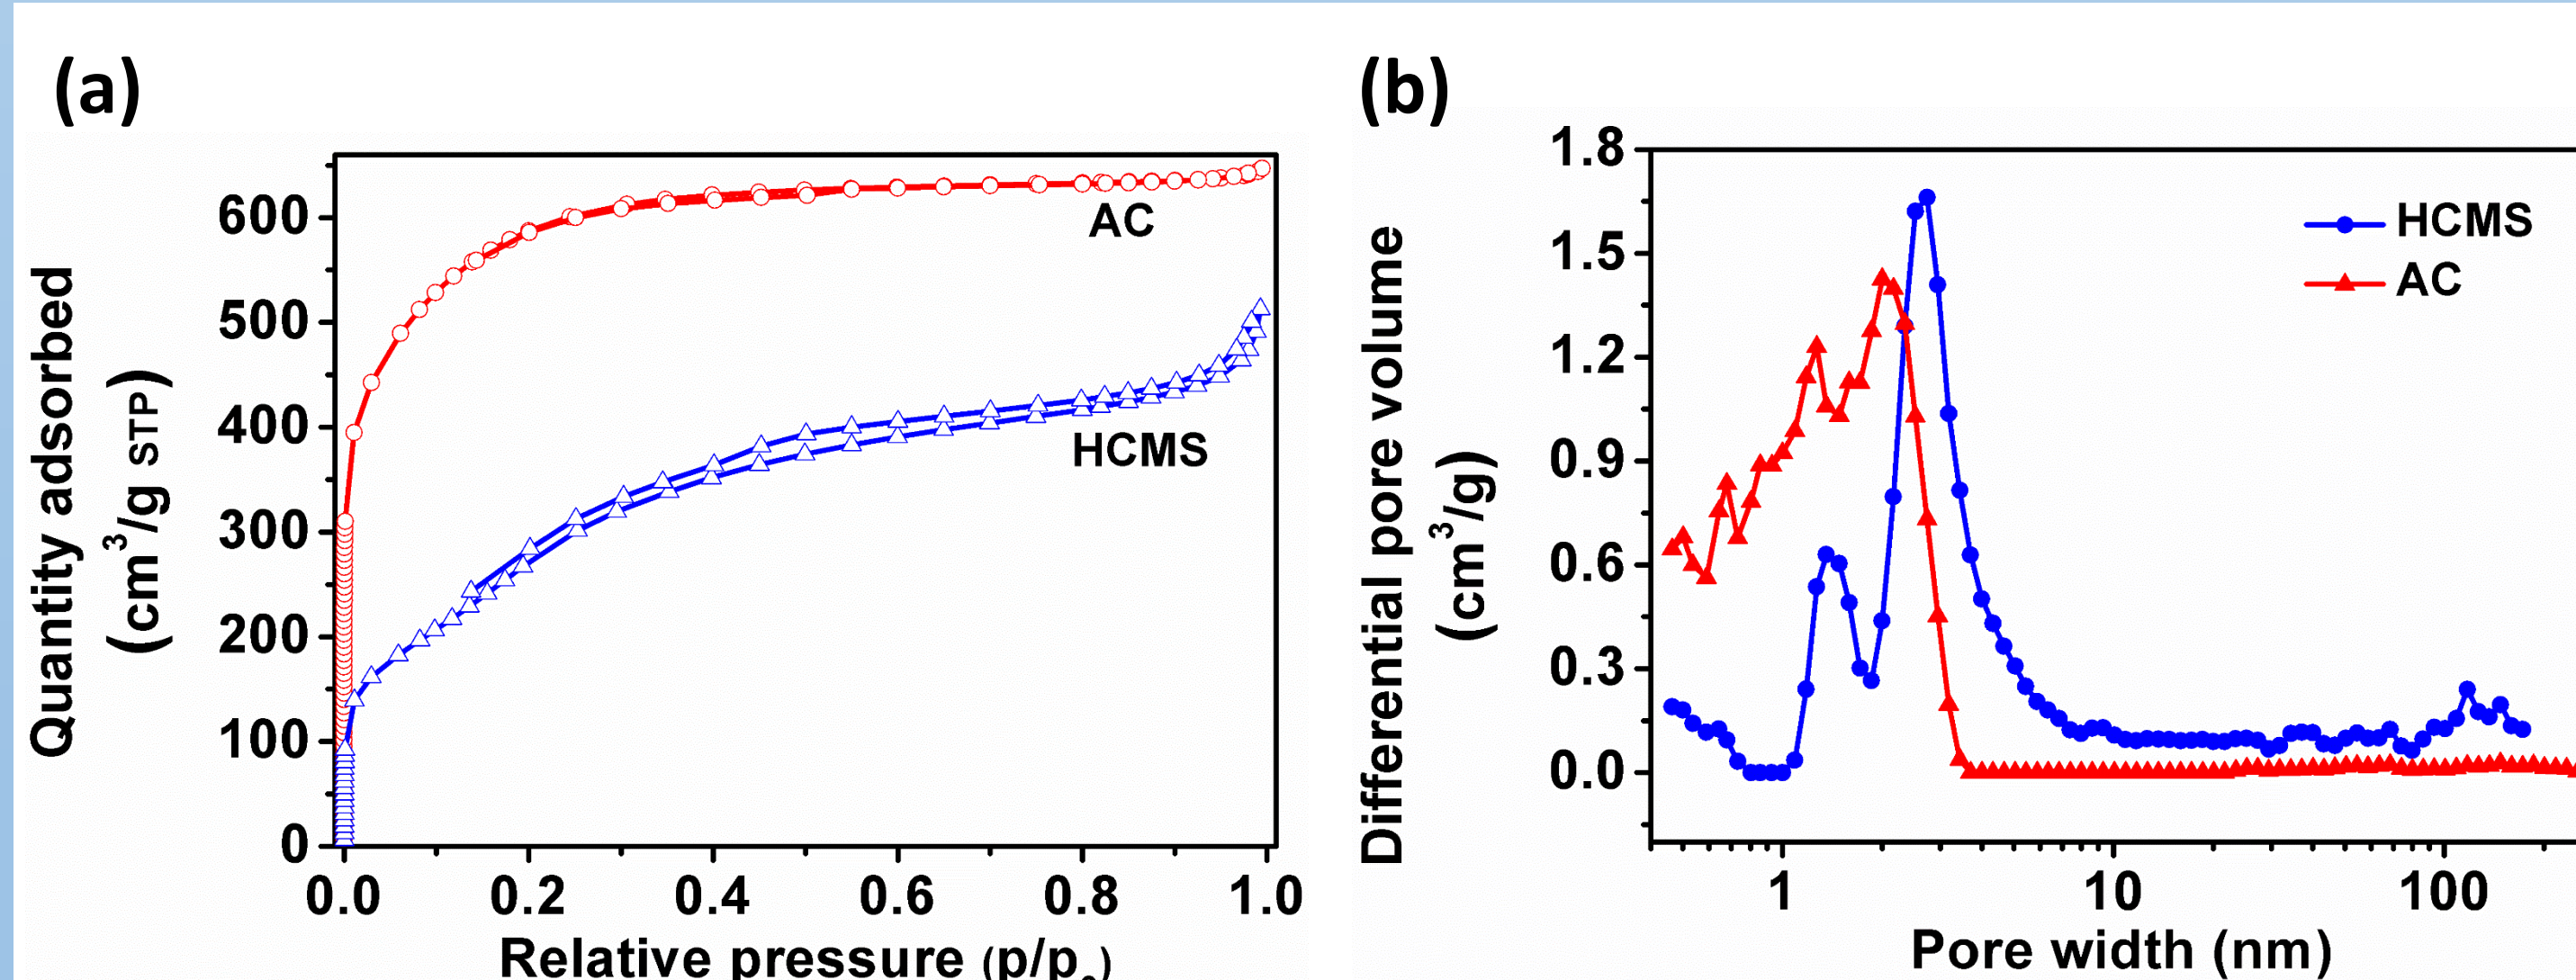 (a)
Quantity adsorbed
(cm³/g STP)
600
500
400
300
200
100
0
AC
HCMS
0.0 0.2 0.4 0.6 0.8 1.0
Relative pressure (p/p
(b)
Differential pore volume
(cm³/g)
1.8
1.5
1.2
0.9
0.6
0.3
0.0
HCMS
AC
1 10 100
Pore width (nm)